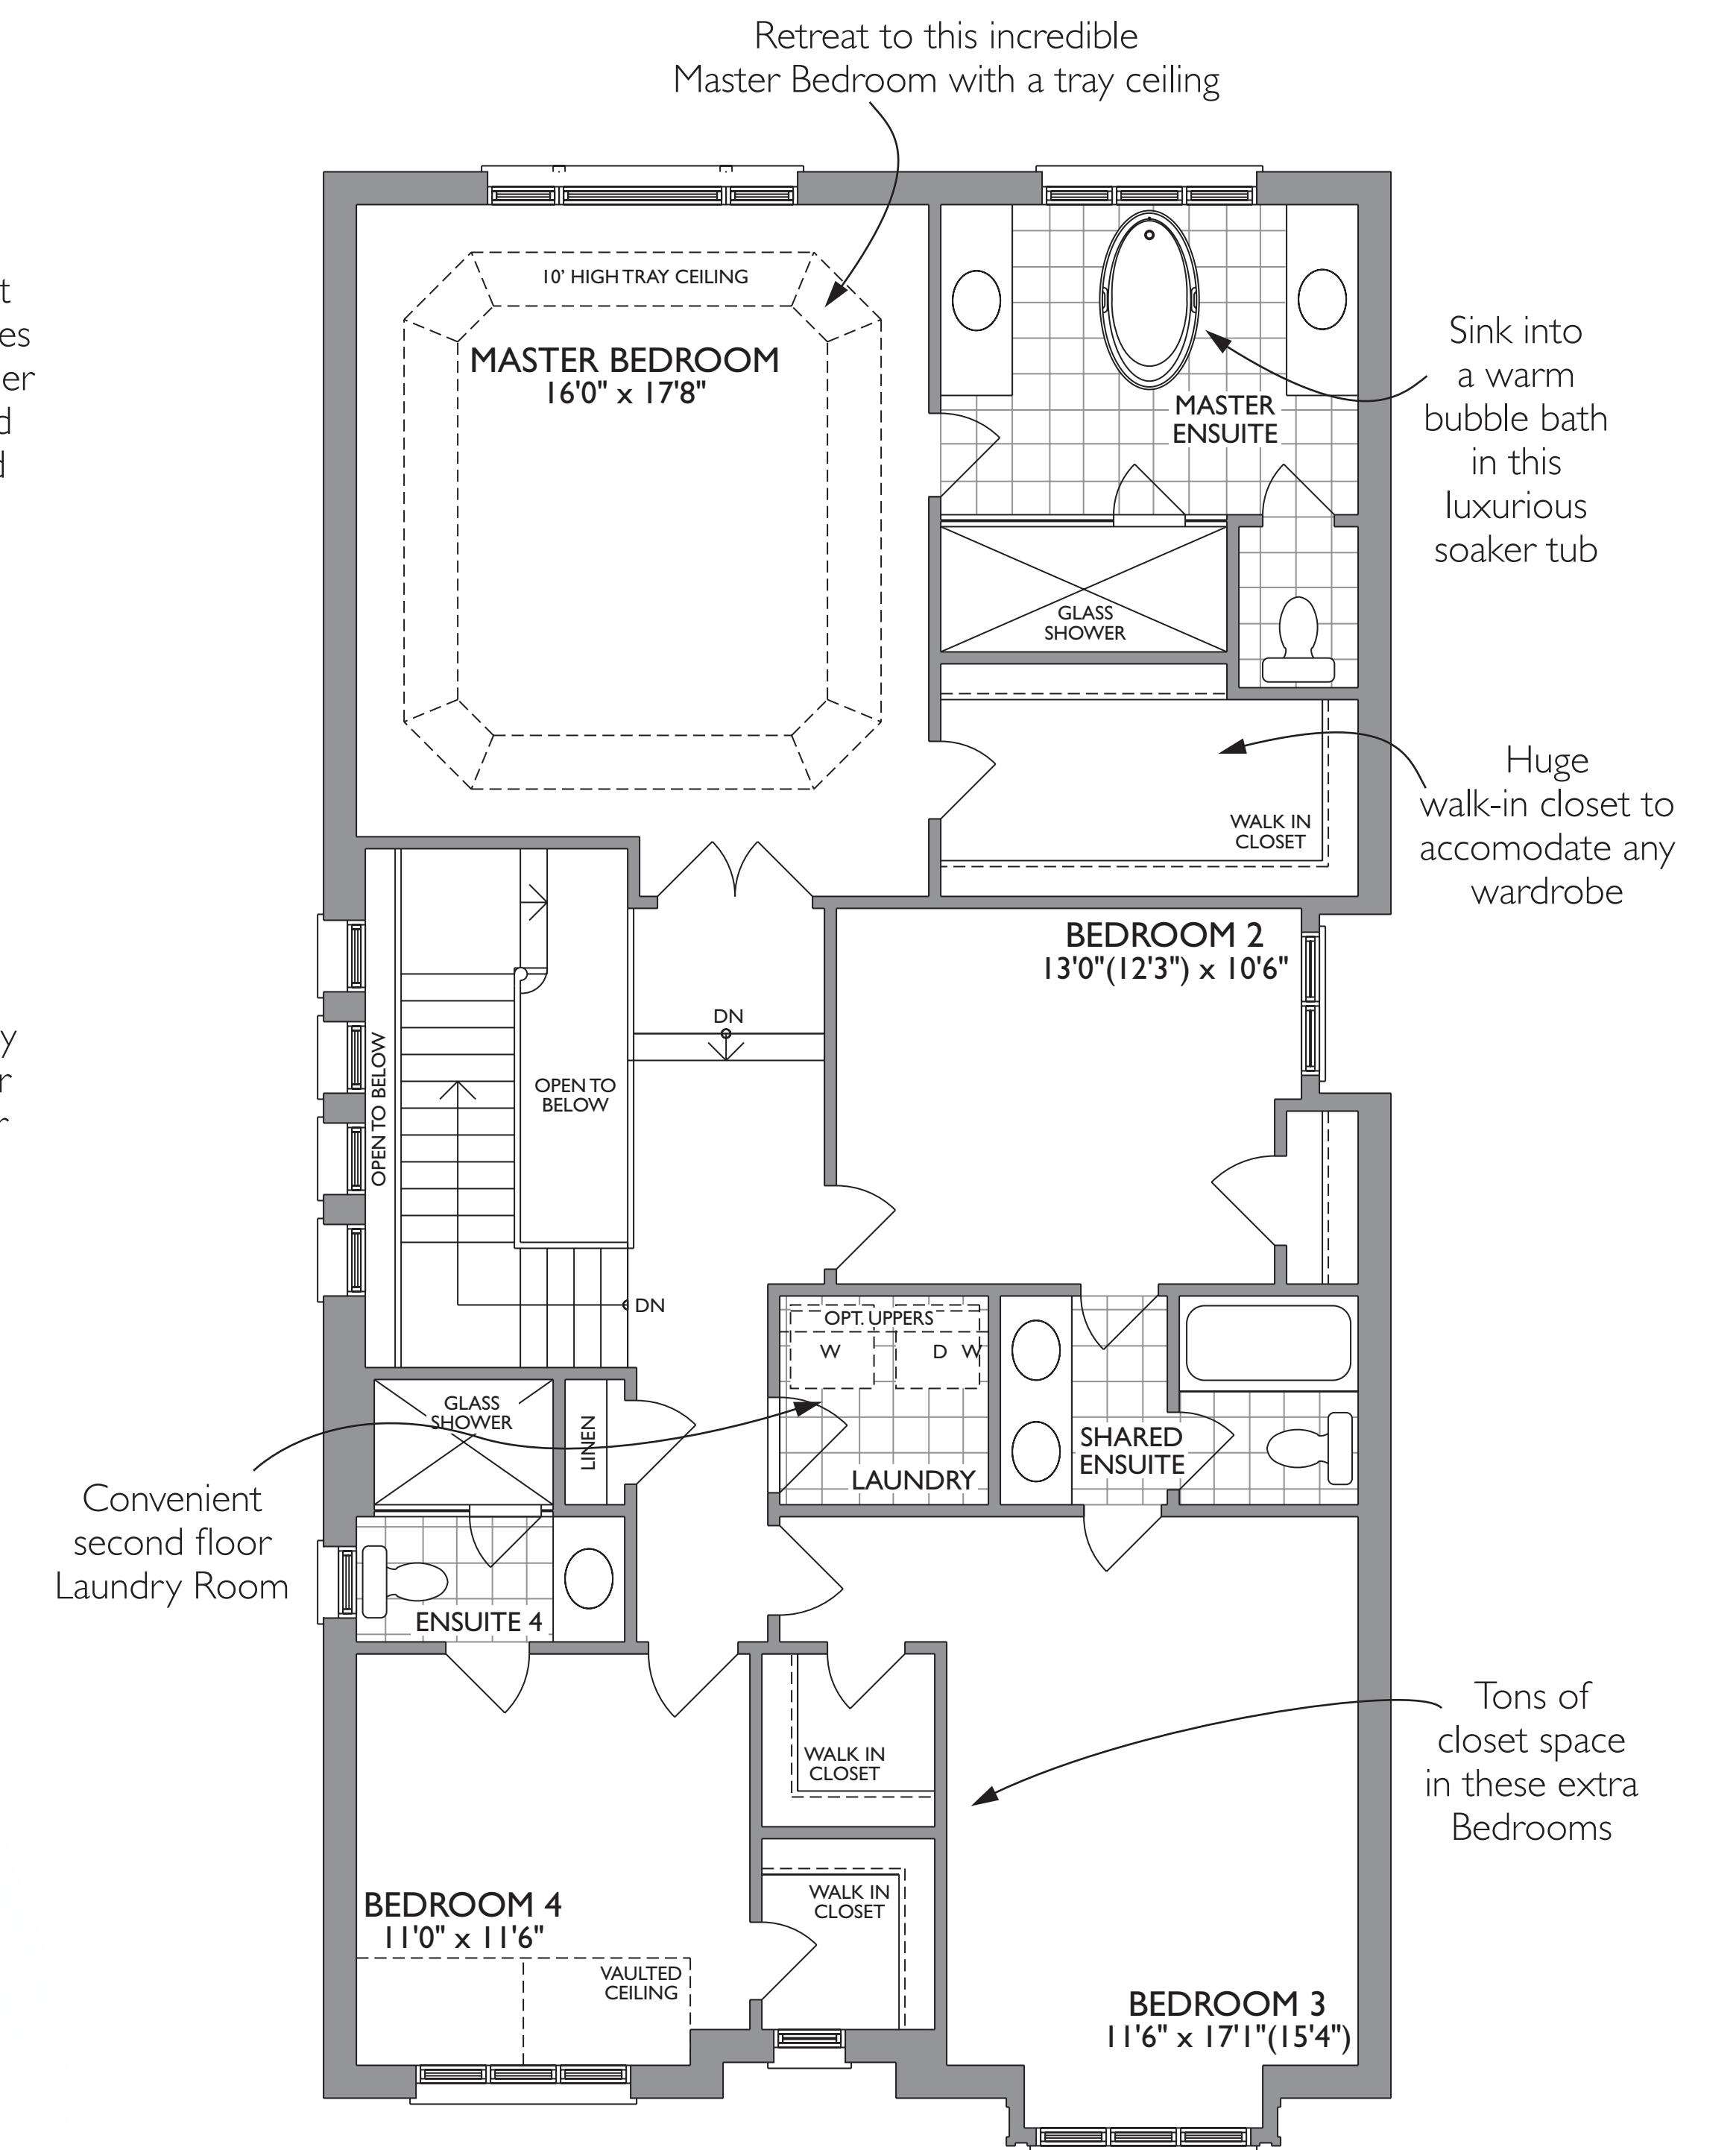 Retreat to this incredible
Master Bedroom with a tray ceiling
10' HIGH TRAY CEILING
MASTER BEDROOM
16'0" x 17'8"
MASTER
ENSUITE
Sink into
a warm
bubble bath
in this
luxurious
soaker tub
t
es
er
d
d
GLASS
SHOWER
Huge
walk-in closet to
accomodate any
wardrobe
WALK IN
CLOSET
BEDROOM 2
13'0"(12'3") x 10'6"
DN
OPEN TO BELOW
OPEN TO
BELOW
y
r
r
DN
OPT. UPPERS
W
D W
GLASS
SHOWER
LINEN
LAUNDRY
SHARED
ENSUITE
Convenient
second floor
Laundry Room
ENSUITE 4
WALK IN
CLOSET
Tons of
closet space
in these extra
Bedrooms
BEDROOM 4
11'0" x 11'6"
WALK IN
CLOSET
VAULTED
CEILING
BEDROOM 3
11'6" x 17'1"(15'4")